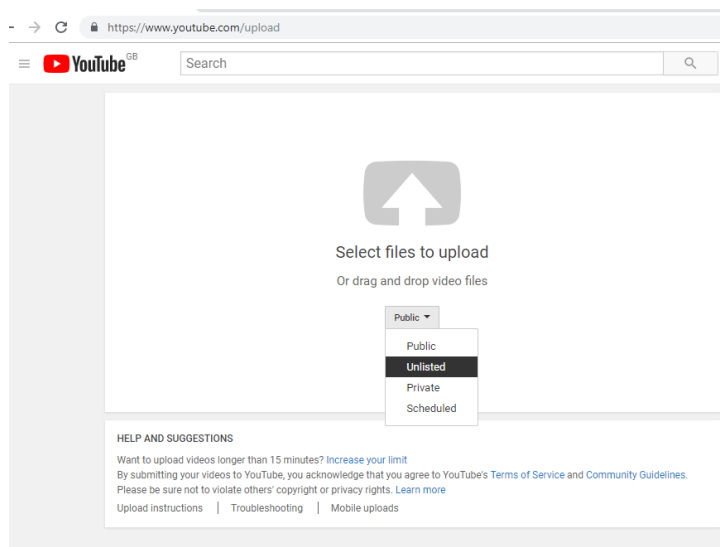 https://www.youtube.com/upload
YouTube GB
Search
Select files to upload
Or drag and drop video files
Public
Public
Unlisted
Private
Scheduled
HELP AND SUGGESTIONS
Want to upload videos longer than 15 minutes? Increase your limit
By submitting your videos to YouTube, you acknowledge that you agree to YouTube's Terms of Service and Community Guidelines.
Please be sure not to violate others' copyright or privacy rights. Learn more
Upload instructions | Troubleshooting | Mobile uploads